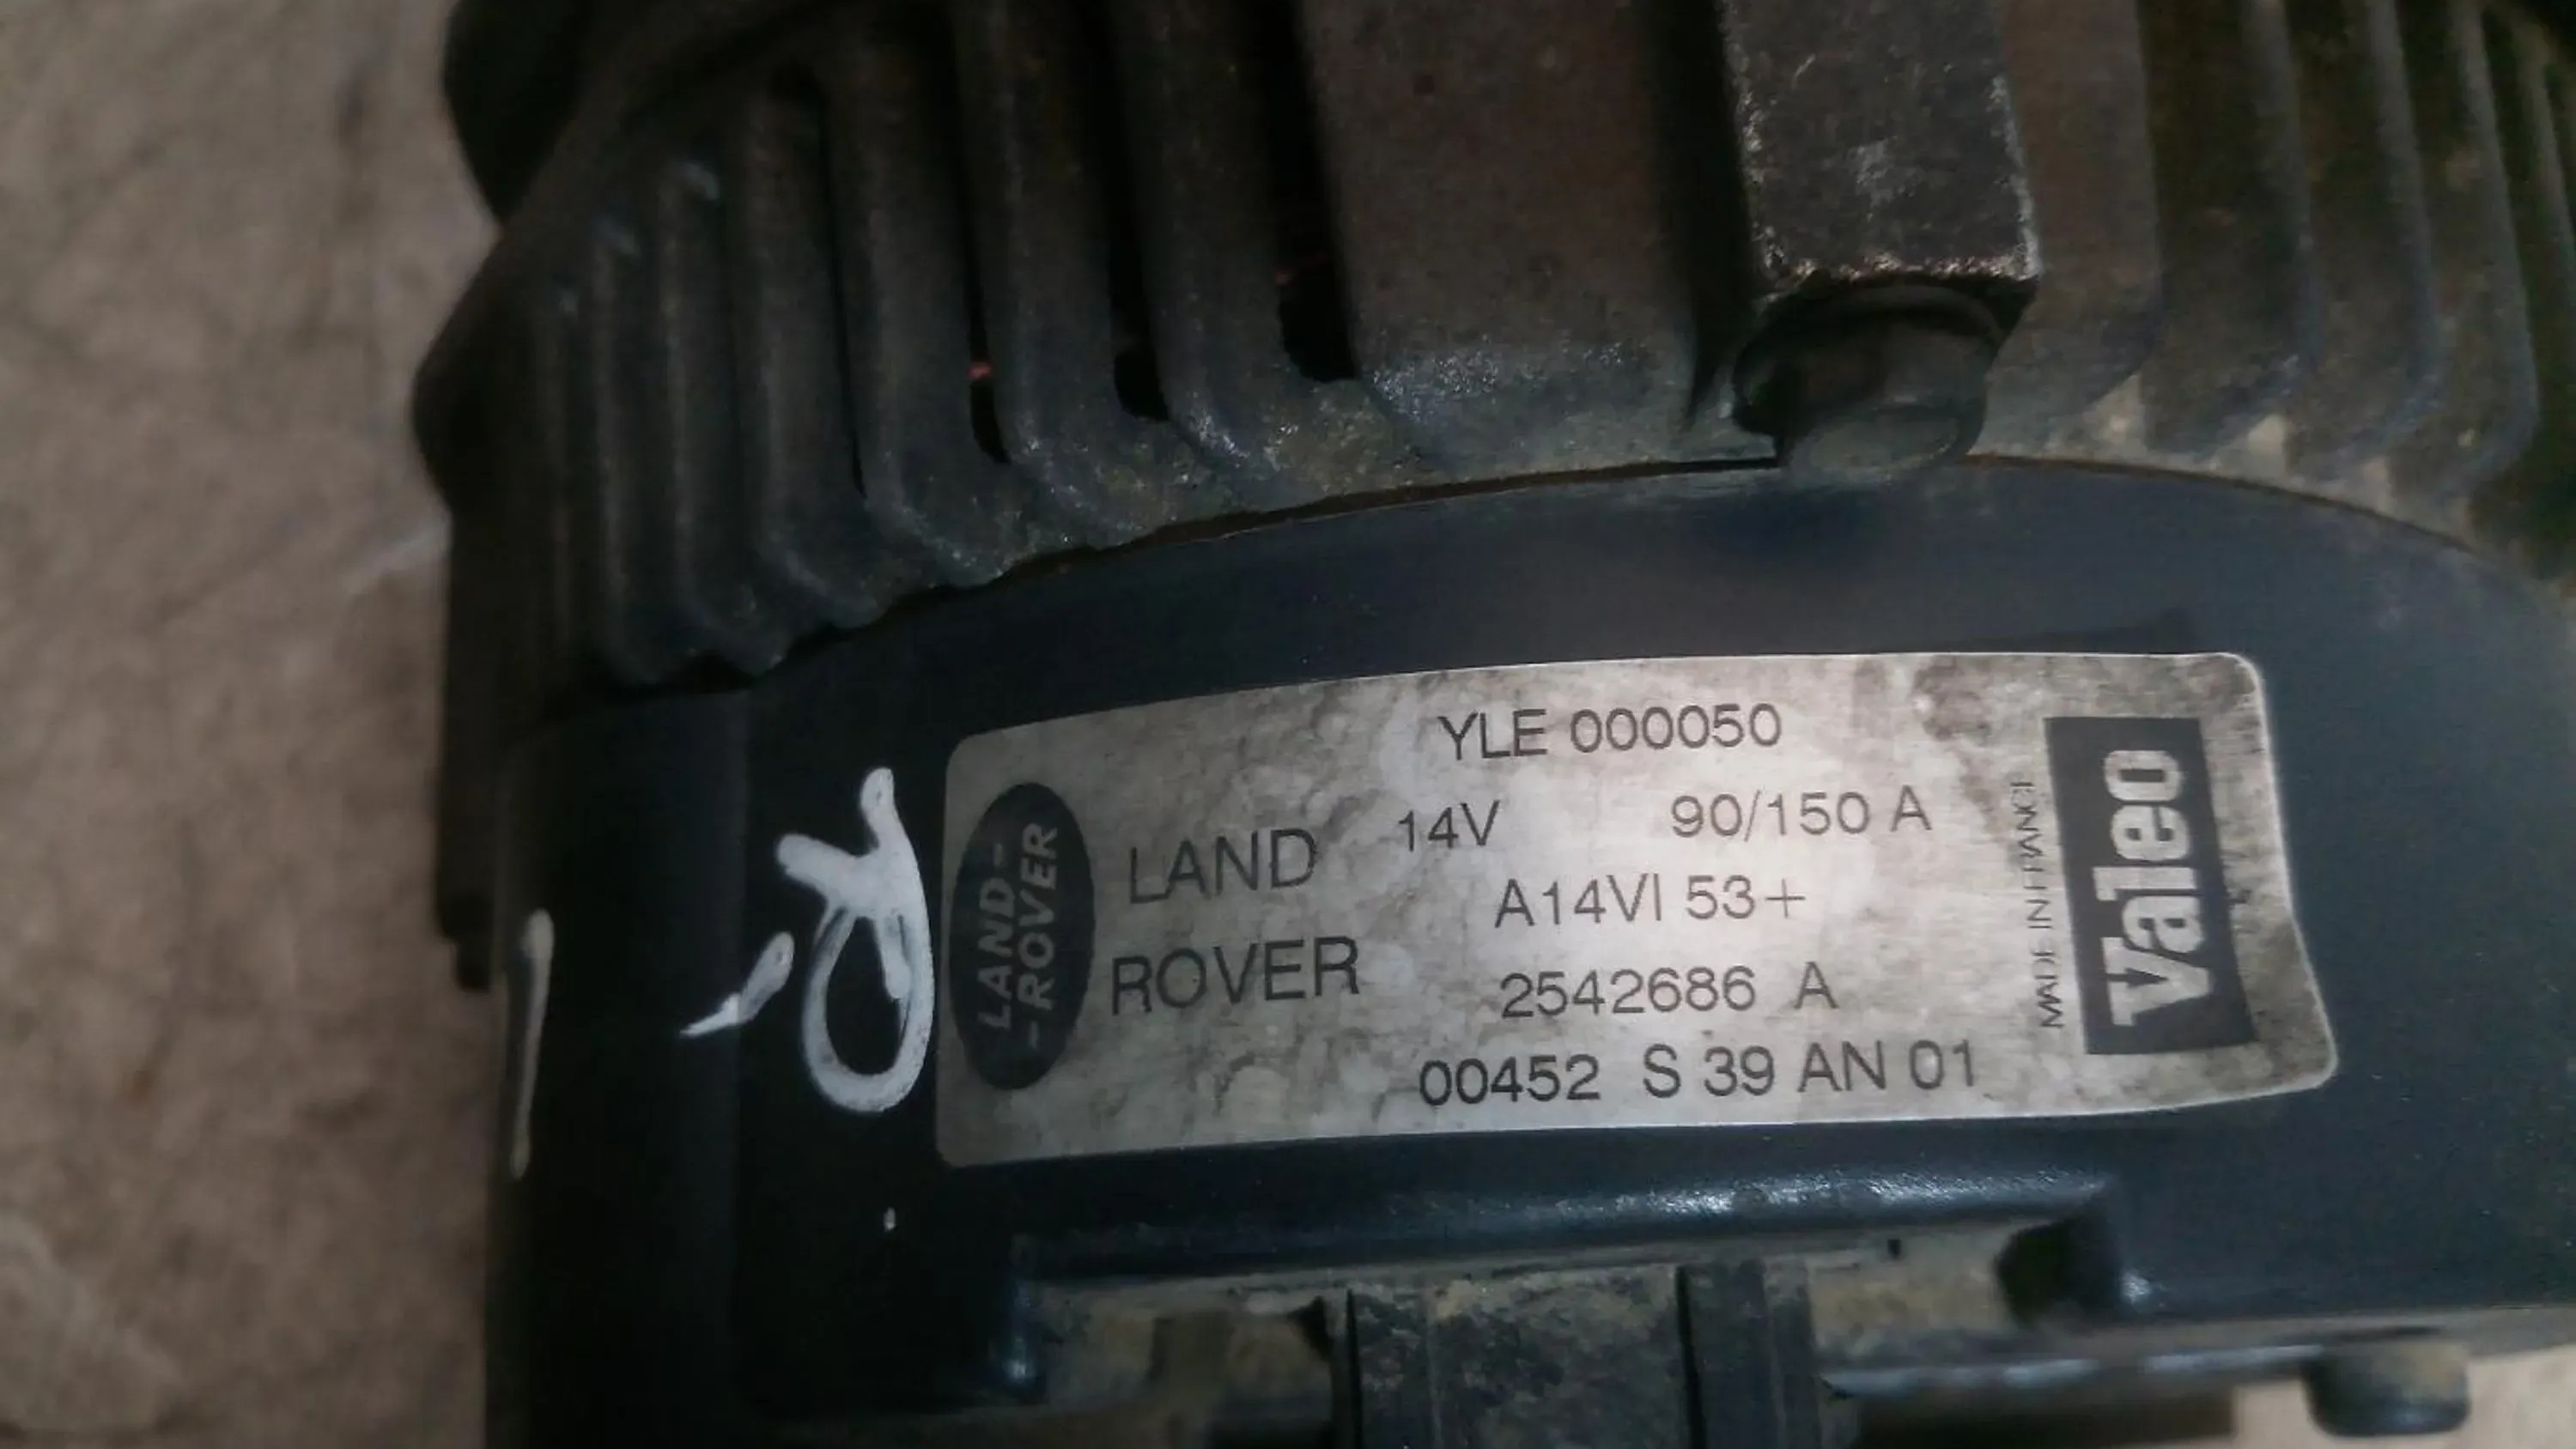 YLE 000050
LAND
ROVER
LAND 14V 90/150 A
A14VI 53+
ROVER 2542686 A
00452 S 39 AN 01
MADE IN FRANCE
Valeo